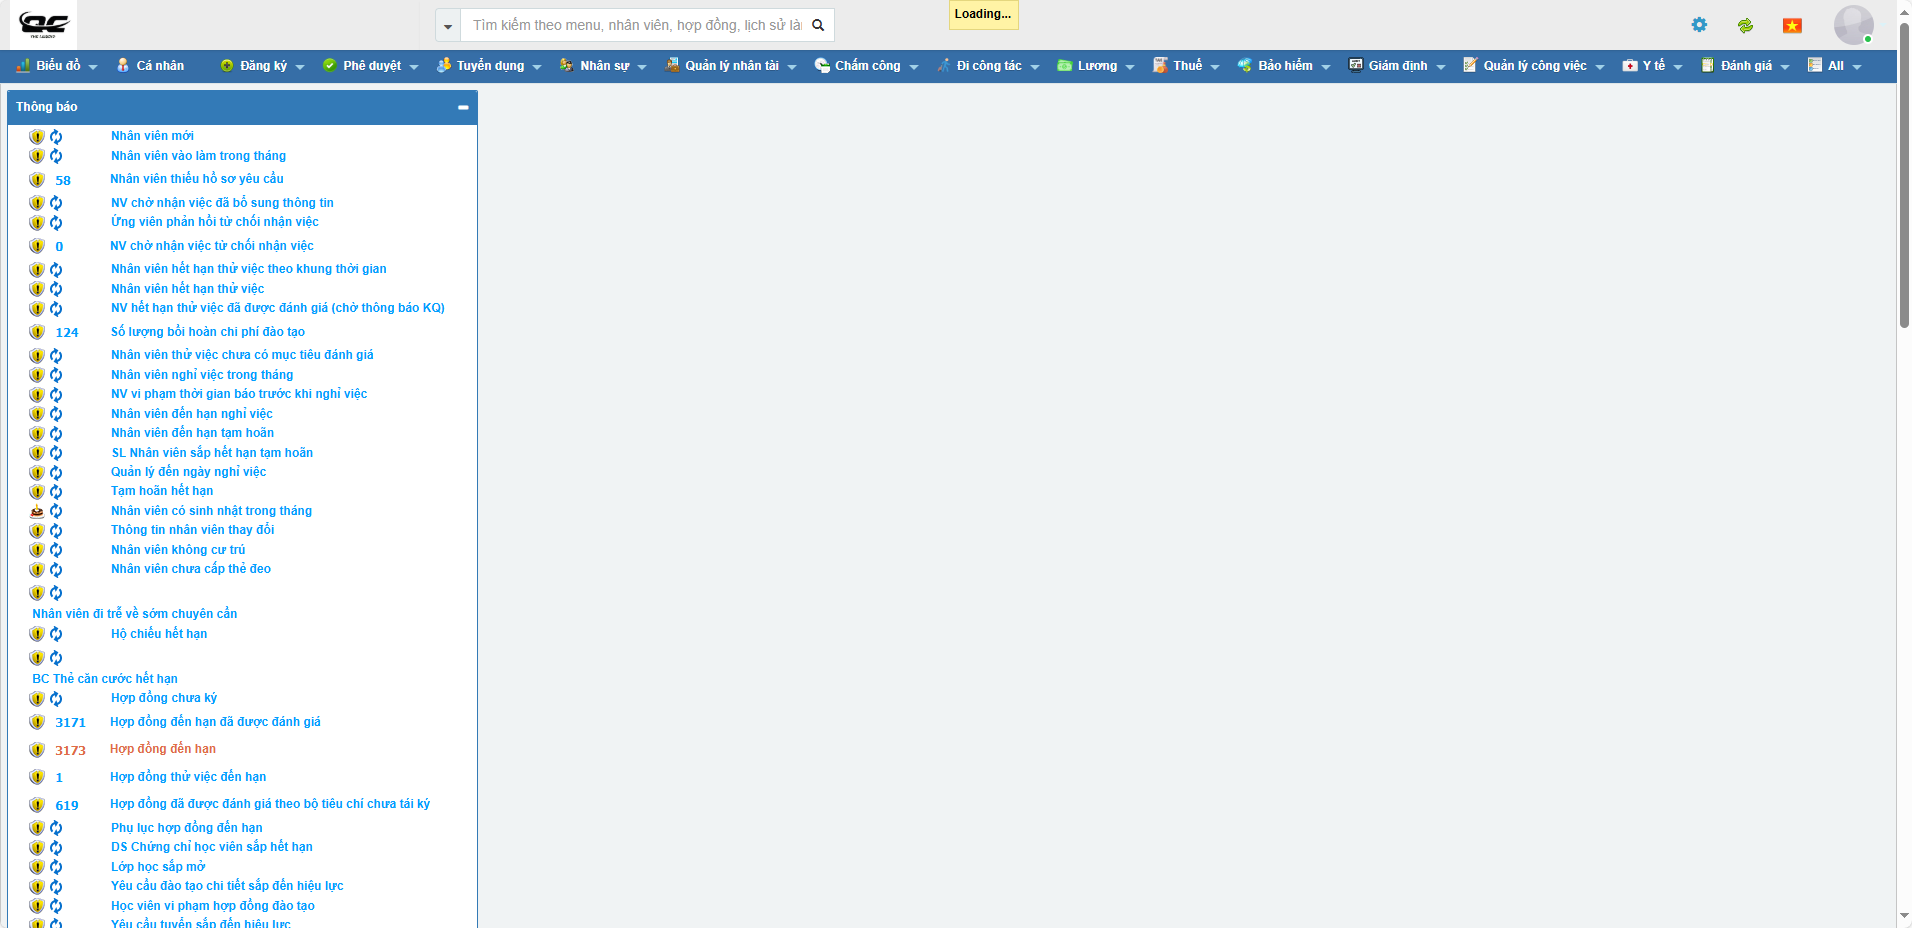 Tìm kiếm theo menu, nhân viên, hợp đồng, lịch sử làn
Loading...
Biểu đồ
Cá nhân
Đăng ký
Phê duyệt
Tuyển dụng
Nhân sự
Quản lý nhân tài
Chấm công
Đi công tác
Lương
Thuế
Bảo hiểm
Giám định
Quản lý công việc
Y tế
Đánh giá
All
Thông báo
Nhân viên mới
Nhân viên vào làm trong tháng
58 Nhân viên thiếu hồ sơ yêu cầu
NV chờ nhận việc đã bổ sung thông tin
Ứng viên phản hồi từ chối nhận việc
0 NV chờ nhận việc từ chối nhận việc
Nhân viên hết hạn thử việc theo khung thời gian
Nhân viên hết hạn thử việc
NV hết hạn thử việc đã được đánh giá (chờ thông báo KQ)
124 Số lượng bồi hoàn chi phí đào tạo
Nhân viên thử việc chưa có mục tiêu đánh giá
Nhân viên nghỉ việc trong tháng
NV vi phạm thời gian báo trước khi nghỉ việc
Nhân viên đến hạn nghỉ việc
Nhân viên đến hạn tạm hoãn
SL Nhân viên sắp hết hạn tạm hoãn
Quản lý đến ngày nghỉ việc
Tạm hoãn hết hạn
Nhân viên có sinh nhật trong tháng
Thông tin nhân viên thay đổi
Nhân viên không cư trú
Nhân viên chưa cấp thẻ đeo
Nhân viên đi trễ về sớm chuyên cần
Hộ chiếu hết hạn
BC Thẻ căn cước hết hạn
Hợp đồng chưa ký
3171 Hợp đồng đến hạn đã được đánh giá
3173 Hợp đồng đến hạn
1 Hợp đồng thử việc đến hạn
619 Hợp đồng đã được đánh giá theo bộ tiêu chí chưa tái ký
Phụ lục hợp đồng đến hạn
DS Chứng chỉ học viên sắp hết hạn
Lớp học sắp mở
Yêu cầu đào tạo chi tiết sắp đến hiệu lực
Học viên vi phạm hợp đồng đào tạo
Yêu cầu tuyển sắp đến hiệu lực